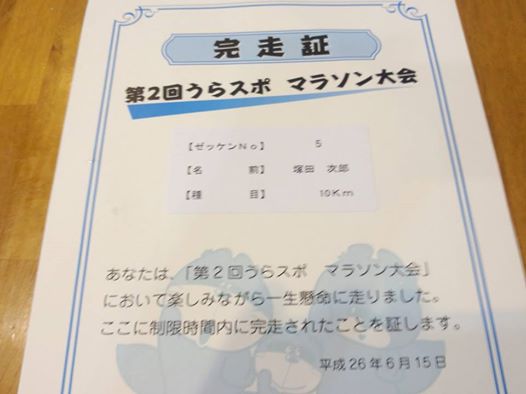 完走証
第2回うらスポ マラソン大会
【ゼッケンNo】 5
【名 前】 塚田 次郎
【種 目】 10Km
あなたは、「第2回うらスポ マラソン大会」
において楽しみながら一生懸命に走りました。
ここに制限時間内に完走されたことを証します。
平成26年6月15日